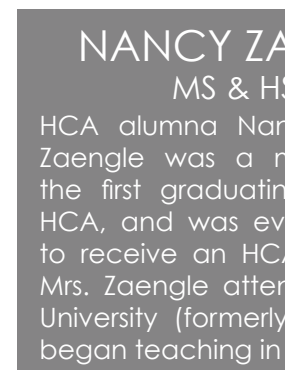 NANCY ZA
MS & HS
HCA alumna Nan
Zaengle was a m
the first graduatin
HCA, and was ev
to receive an HCA
Mrs. Zaengle atten
University (formerly
began teaching in